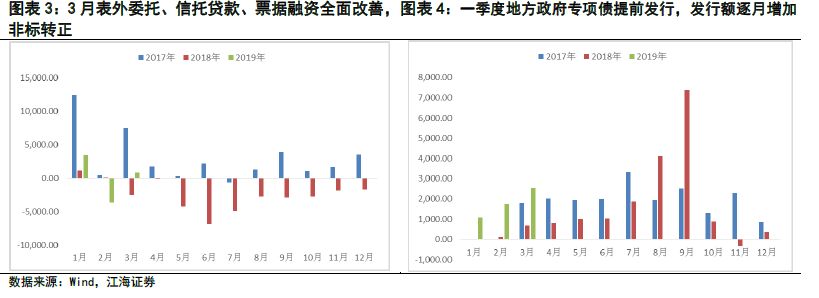 图表 3：3 月表外委托、信托贷款、票据融资全面改善，
非标转正
2017年 2018年 2019年
15,000.00
10,000.00
5,000.00
0.00
-5,000.00
-10,000.00
1月 2月 3月 4月 5月 6月 7月 8月 9月 10月 11月 12月
图表 4：一季度地方政府专项债提前发行，发行额逐月增加
2017年 2018年 2019年
8,000.00
7,000.00
6,000.00
5,000.00
4,000.00
3,000.00
2,000.00
1,000.00
0.00
-1,000.00
1月 2月 3月 4月 5月 6月 7月 8月 9月 10月 11月 12月
数据来源：Wind，江海证券